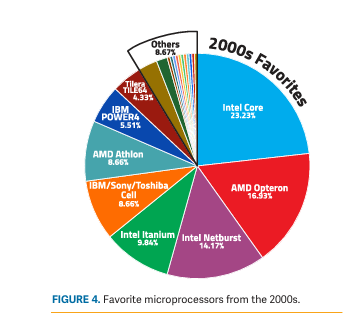 2000s Favorites
Others
8.67%
Intel Core
23.23%
AMD Opteron
16.93%
Intel Netburst
14.17%
Intel Itanium
9.84%
IBM/Sony/Toshiba
Cell
8.66%
AMD Athlon
8.66%
IBM
POWER4
5.51%
Tilera
TILE64
4.33%
FIGURE 4. Favorite microprocessors from the 2000s.